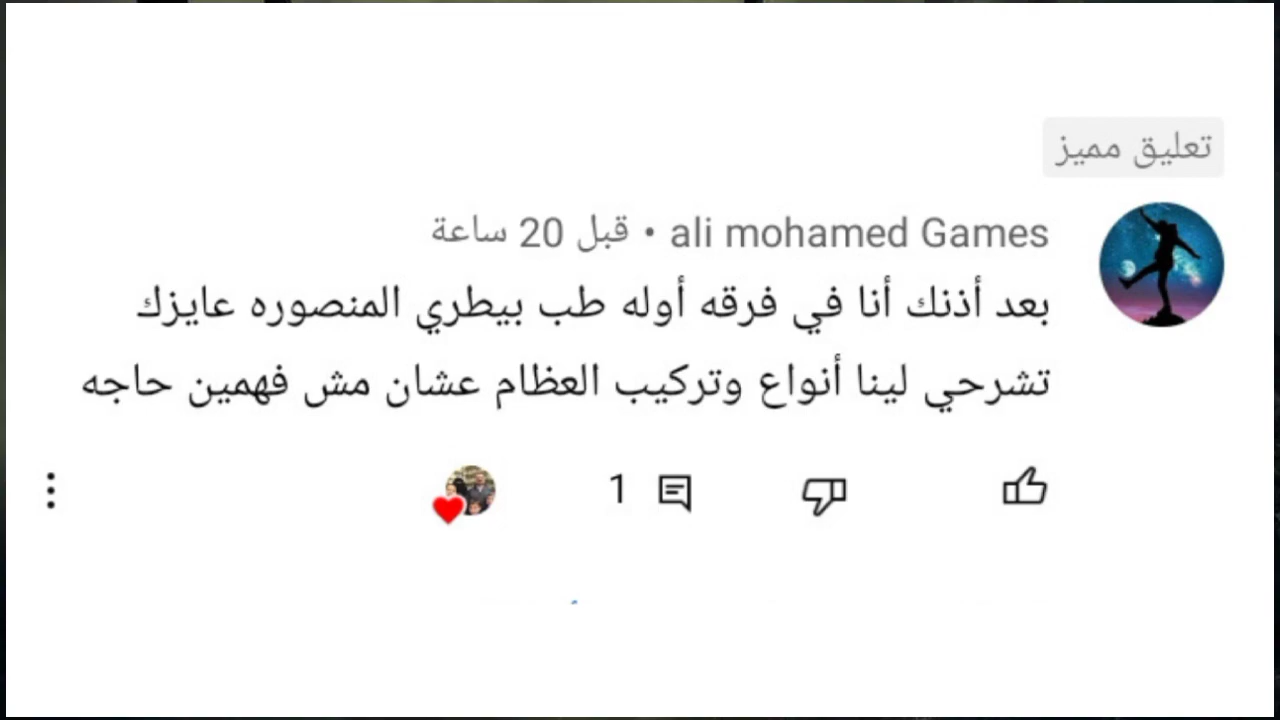 تعليق مميز
ali mohamed Games • قبل 20 ساعة
بعد أذنك أنا في فرقه أوله طب بيطري المنصوره عايزك
تشرحي لينا أنواع وتركيب العظام عشان مش فهمين حاجه
1